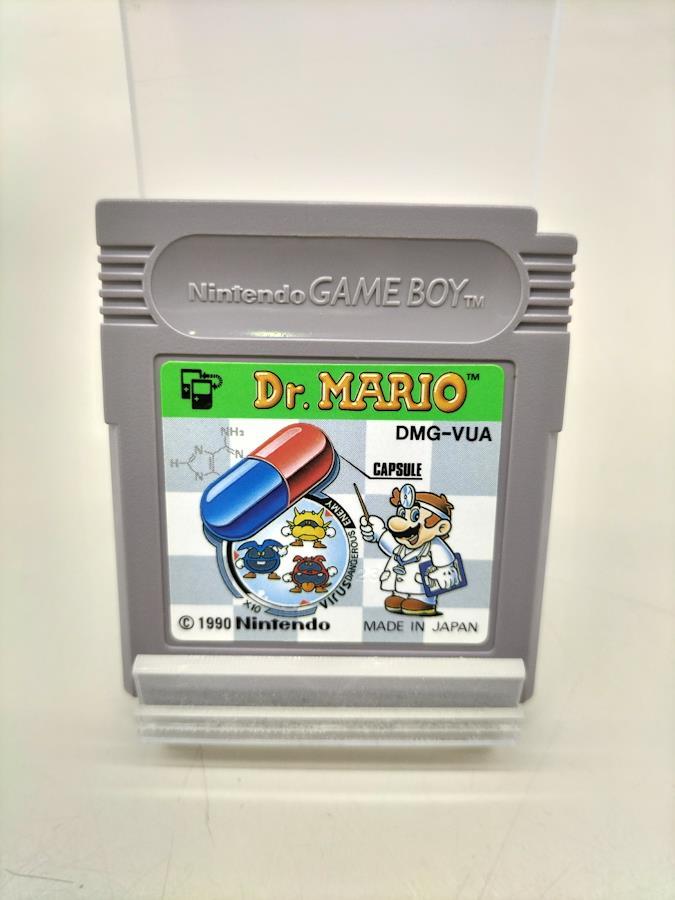 Nintendo GAME BOY TM
Dr. MARIO TM
DMG-VUA
NH₂
N
N
H
N
CAPSULE
VIRUS DANGEROUS ENEMY
X10
© 1990 Nintendo
MADE IN JAPAN